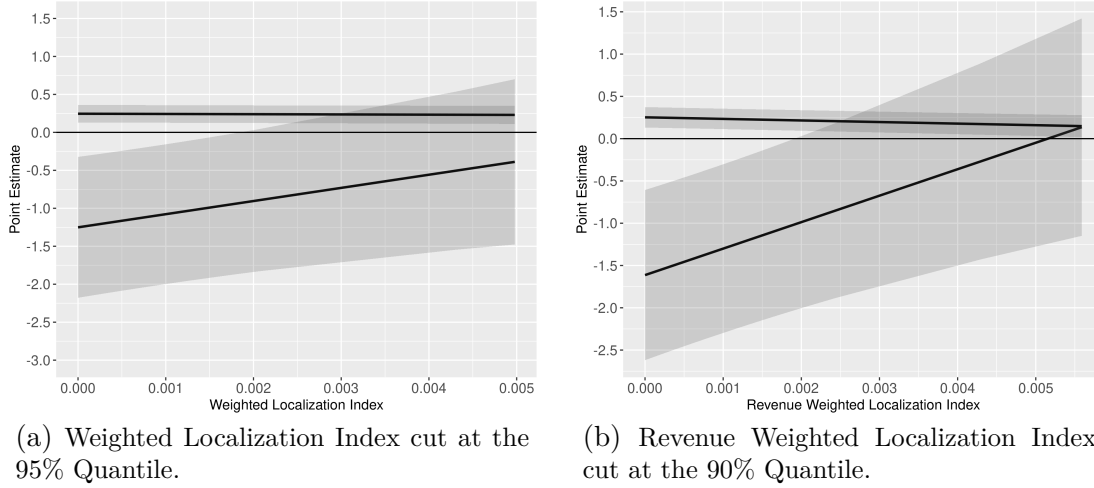 1.5
1.0
0.5
0.0
-0.5
-1.0
-1.5
-2.0
-2.5
-3.0
Point Estimate
0.000 0.001 0.002 0.003 0.004 0.005
Weighted Localization Index
(a) Weighted Localization Index cut at the
95% Quantile.
1.5
1.0
0.5
0.0
-0.5
-1.0
-1.5
-2.0
-2.5
Point Estimate
0.000 0.001 0.002 0.003 0.004 0.005
Revenue Weighted Localization Index
(b) Revenue Weighted Localization Index
cut at the 90% Quantile.